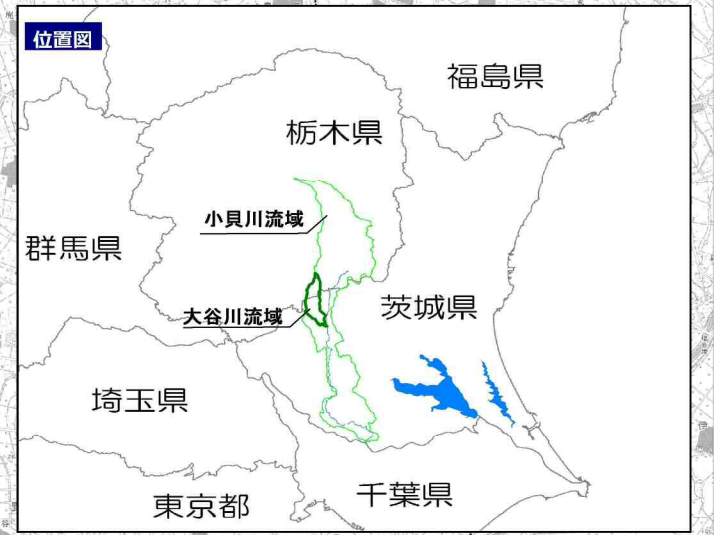 位置図
福島県
栃木県
小貝川流域
群馬県
茨城県
大谷川流域
埼玉県
千葉県
東京都